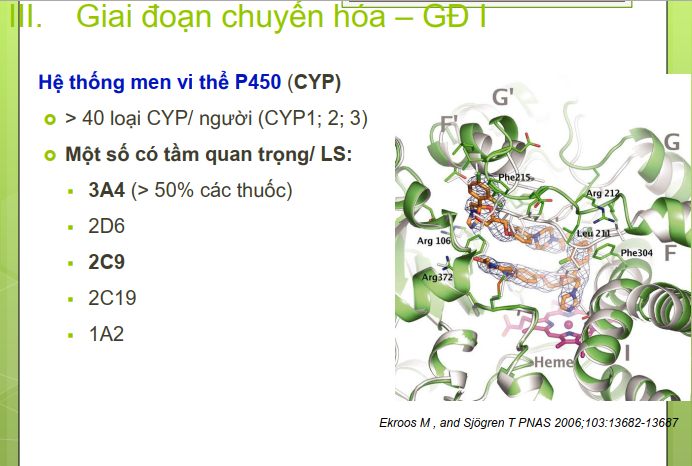 III. Giai đoạn chuyển hóa – GĐ I
Hệ thống men vi thể P450 (CYP)
> 40 loại CYP/ người (CYP1; 2; 3)
Một số có tầm quan trọng/ LS:
3A4 (> 50% các thuốc)
2D6
2C9
2C19
1A2
G'
F'
G
Phe215
Arg 212
Leu 211
Arg 106
Phe304
F
Arg372
Heme
I
Ekroos M , and Sjögren T PNAS 2006;103:13682-13687